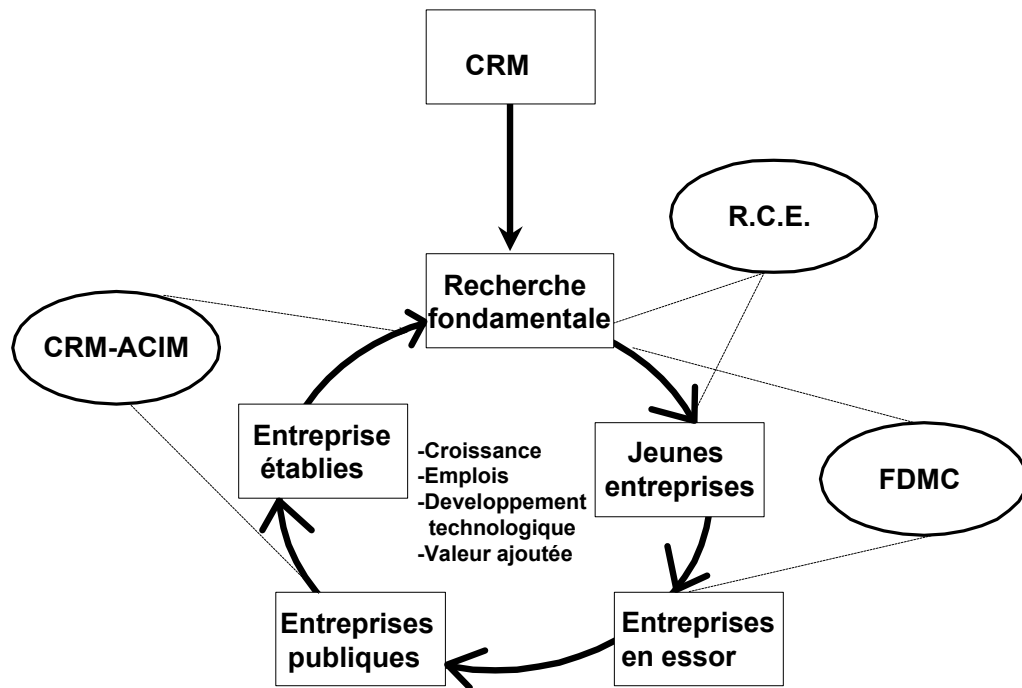 CRM
R.C.E.
Recherche
fondamentale
CRM-ACIM
Entreprise
établies
-Croissance
-Emplois
-Developpement
technologique
-Valeur ajoutée
Jeunes
entreprises
FDMC
Entreprises
publiques
Entreprises
en essor